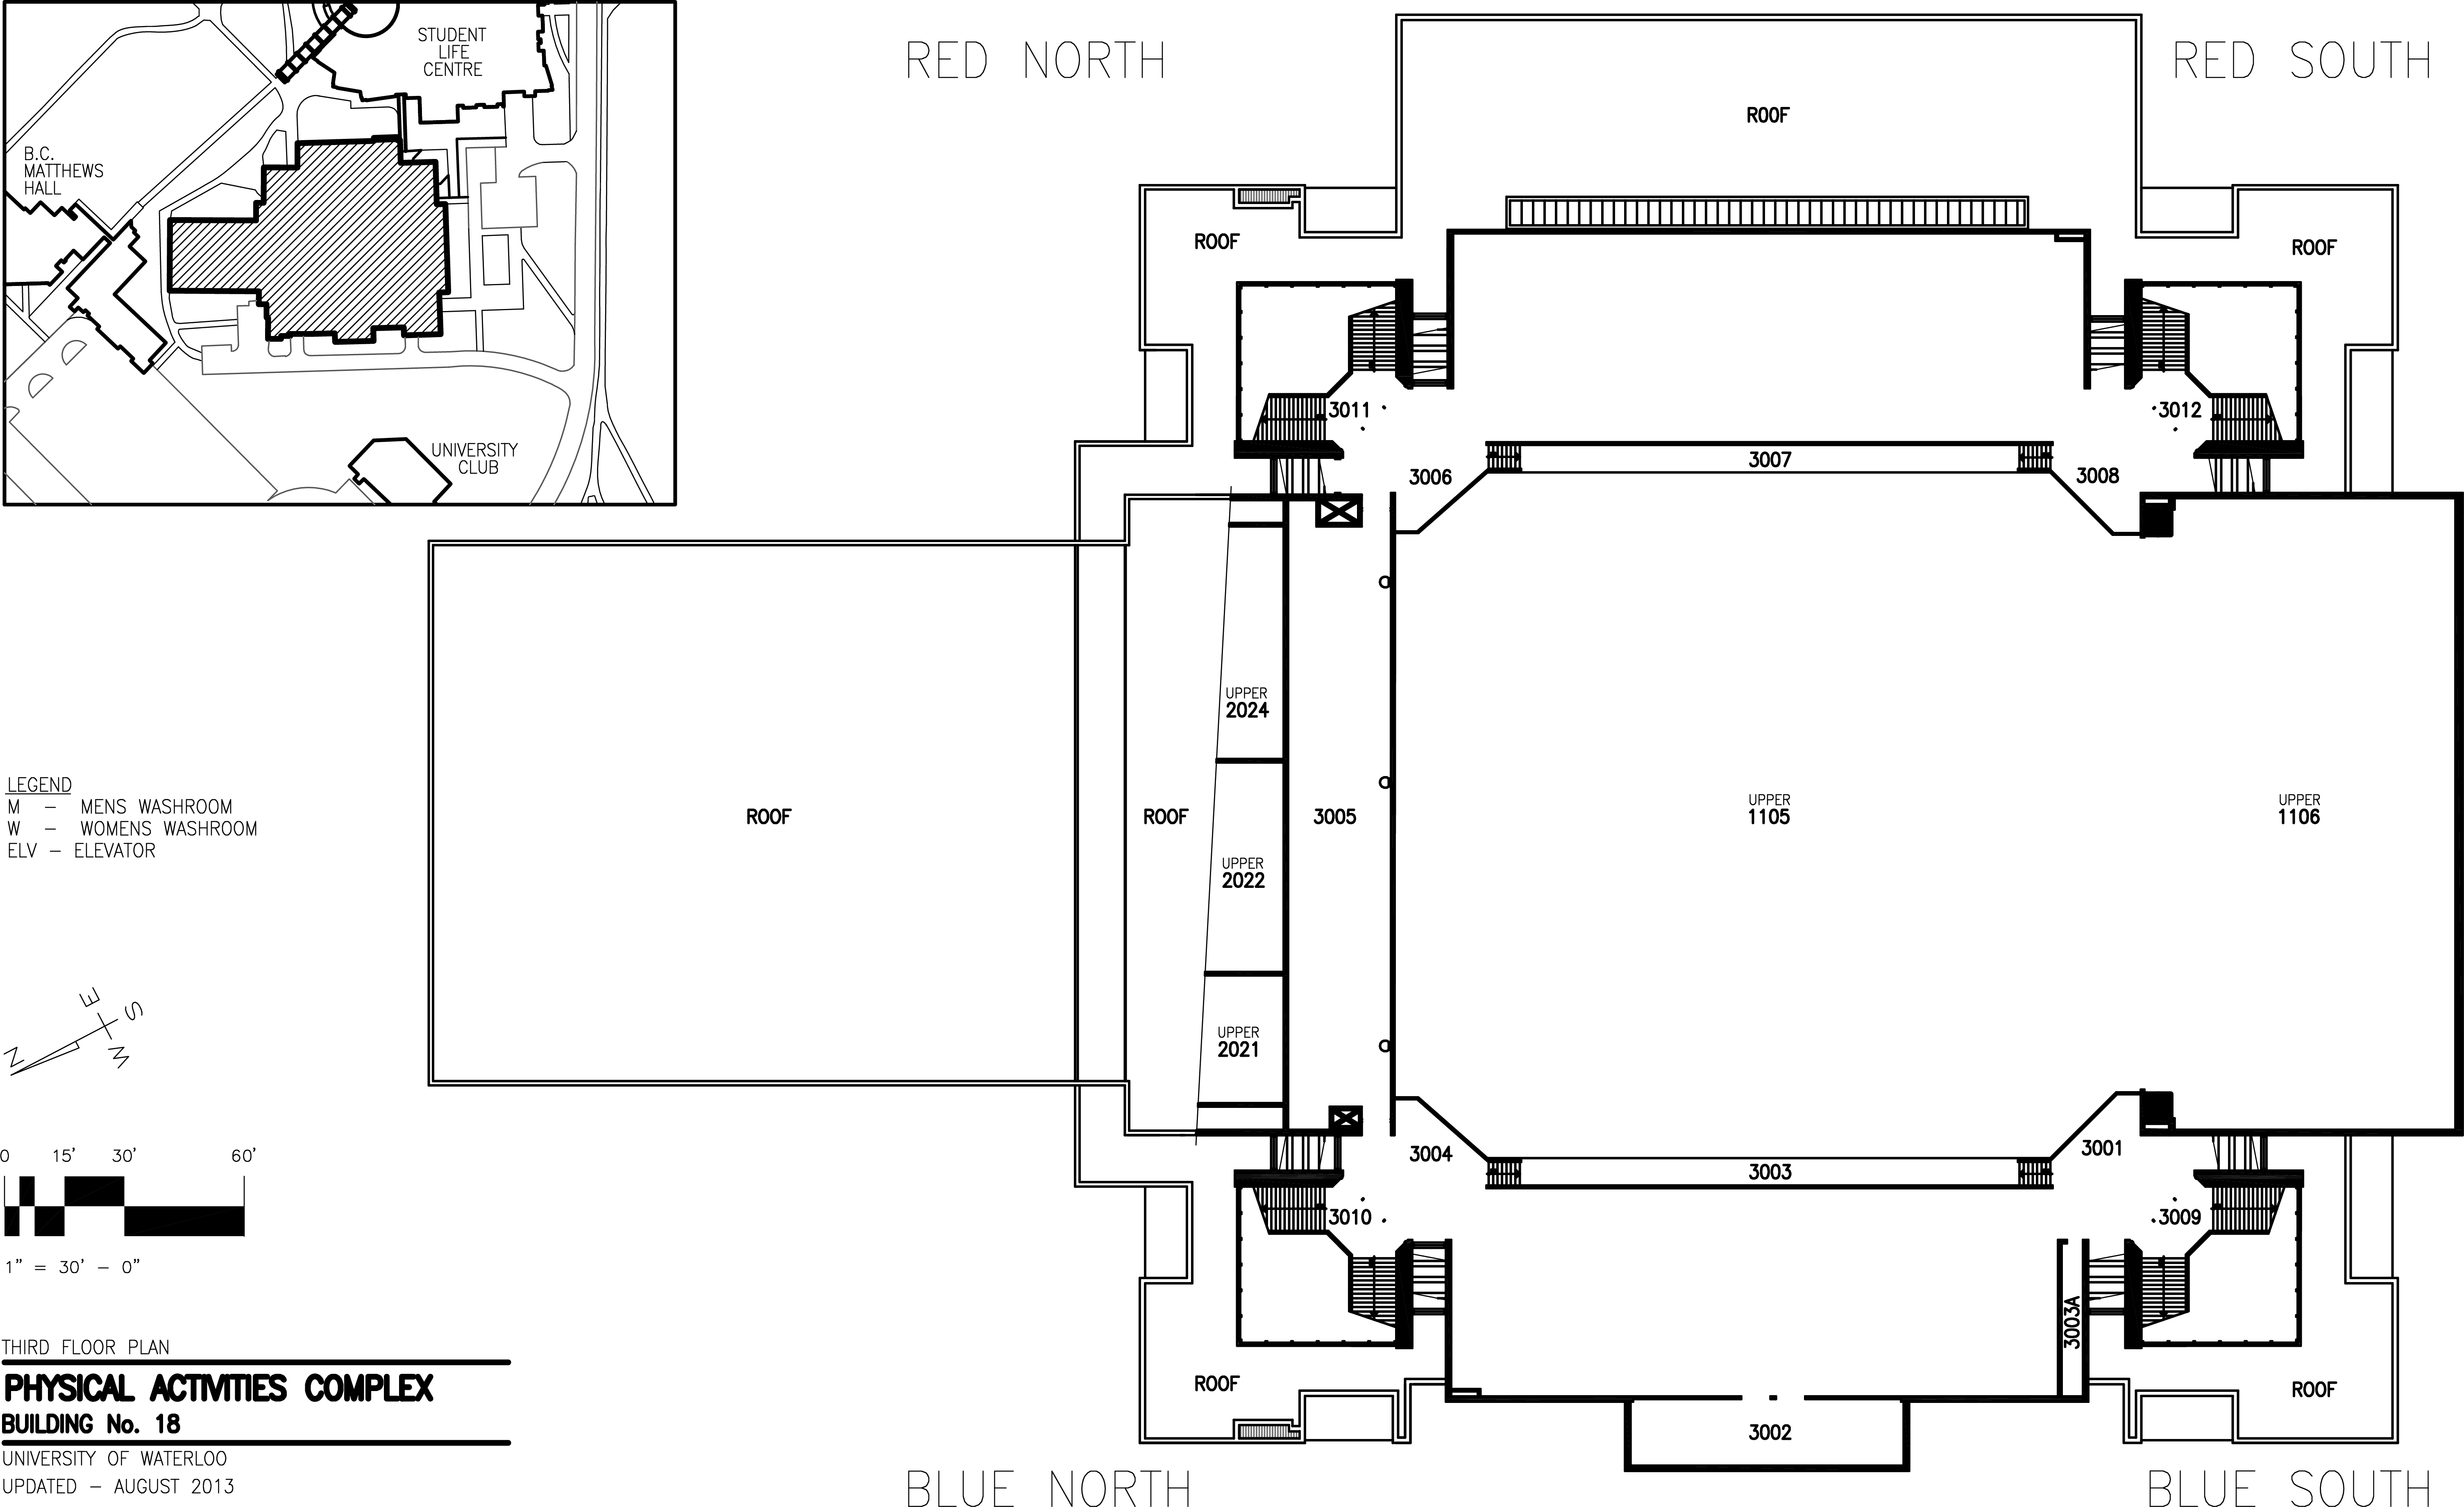 STUDENT
LIFE
CENTRE
B.C.
MATTHEWS
HALL
UNIVERSITY
CLUB
RED NORTH
RED SOUTH
ROOF
ROOF
ROOF
3011
3012
3006
3007
3008
UPPER
2024
LEGEND
M – MENS WASHROOM
W – WOMENS WASHROOM
ELV – ELEVATOR
ROOF
ROOF
3005
UPPER
1105
UPPER
1106
UPPER
2022
UPPER
2021
E
S
N
W
0 15' 30' 60'
1" = 30' – 0"
3004
3003
3001
3010
3009
3003A
ROOF
ROOF
3002
THIRD FLOOR PLAN
PHYSICAL ACTIVITIES COMPLEX
BUILDING No. 18
UNIVERSITY OF WATERLOO
UPDATED – AUGUST 2013
BLUE NORTH
BLUE SOUTH